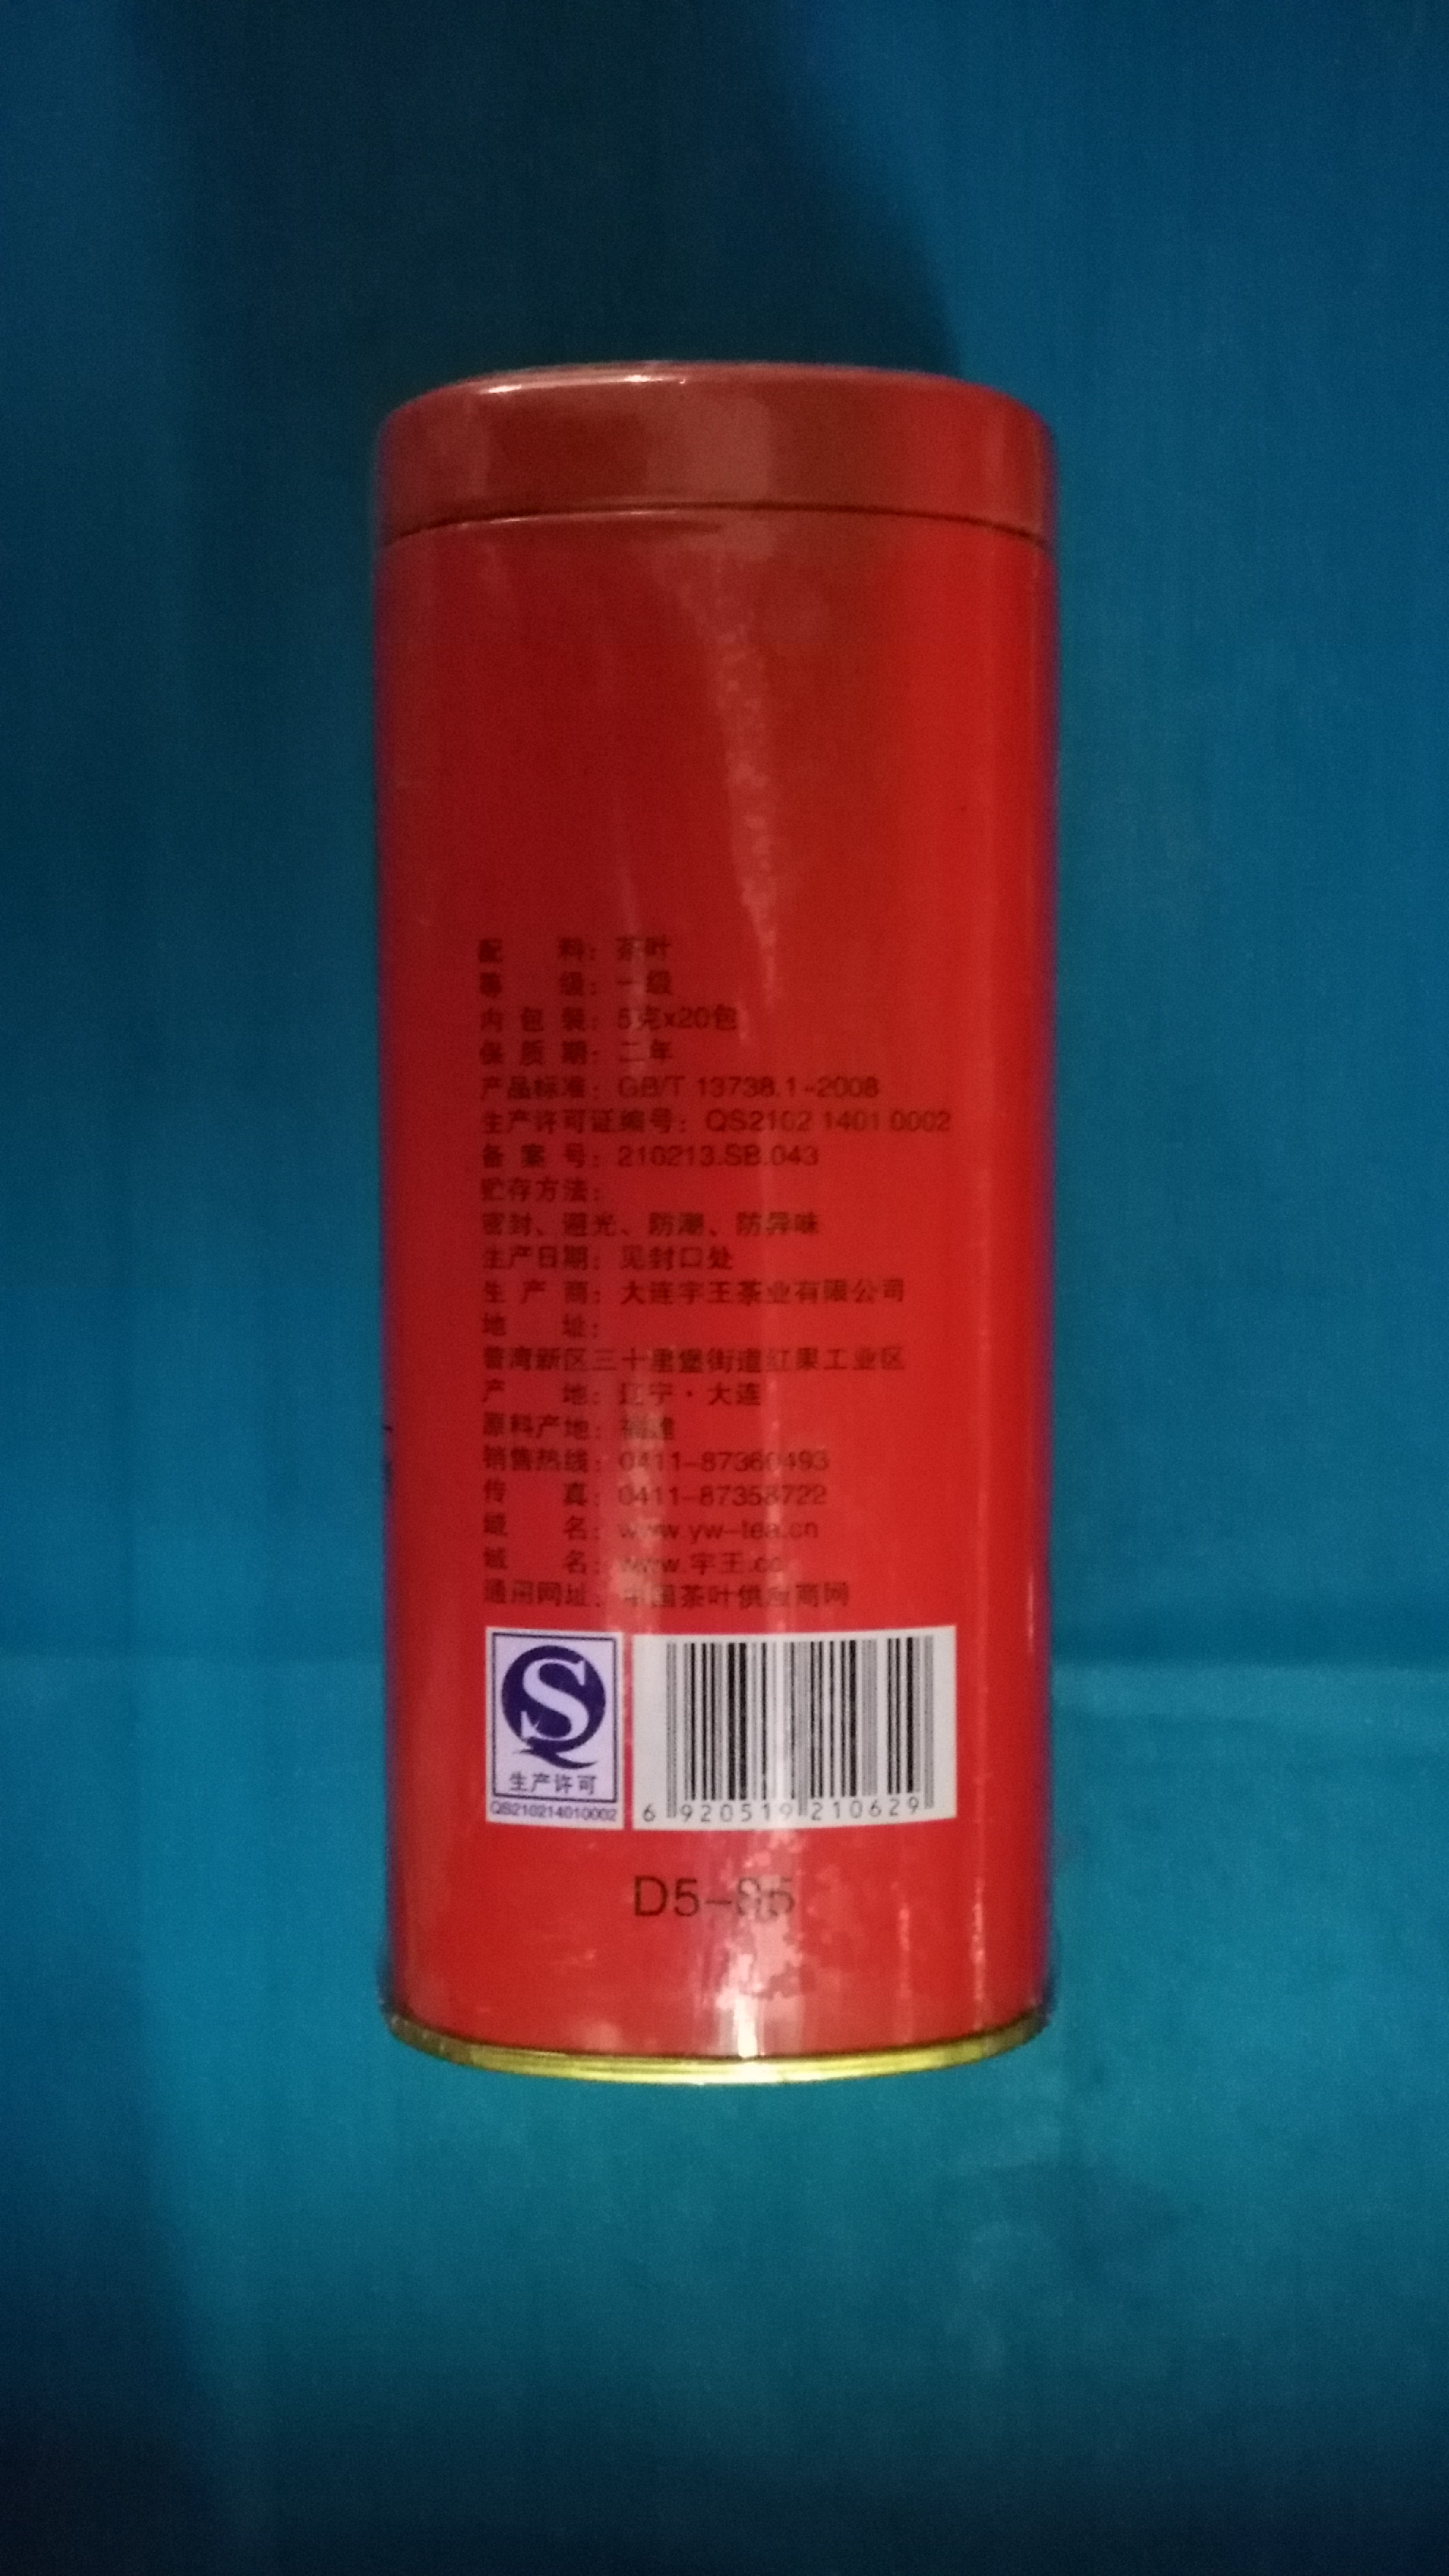 配 料：茶叶
等 级：一级
内 包 装：5克x20包
保 质 期：二年
产品标准：GB/T 13738.1-2008
生产许可证编号：QS2102 1401 0002
备 案 号：210213.SB.043
贮存方法：
密封、避光、防潮、防异味
生产日期：见封口处
生 产 商：大连宇王茶业有限公司
地 址：
普湾新区三十里堡街道红果工业区
产 地：辽宁·大连
原料产地：福建
销售热线：0411-87360493
传 真：0411-87358722
域 名：www.yw-tea.cn
域 名：www.宇王.cc
通用网址：中国茶叶供应商网
生产许可
QS210214010002
6 920519 210629
D5-85